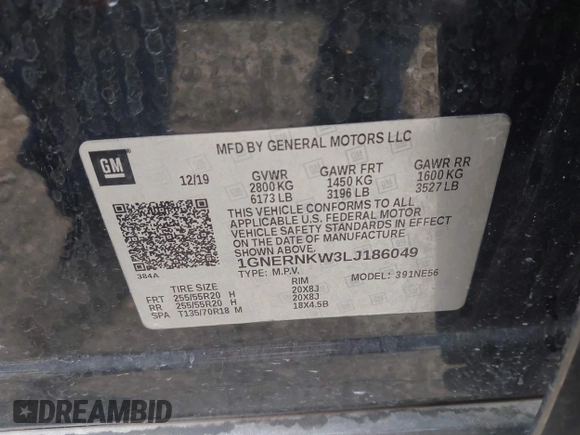 MFD BY GENERAL MOTORS LLC
GM
12/19 GVWR GAWR FRT GAWR RR
2800 KG 1450 KG 1600 KG
6173 LB 3196 LB 3527 LB
THIS VEHICLE CONFORMS TO ALL
APPLICABLE U.S. FEDERAL MOTOR
VEHICLE SAFETY STANDARDS IN EFFECT
ON THE DATE OF MANUFACTURE
SHOWN ABOVE.
384A
1GNERNKW3LJ186049
TYPE: M.P.V. MODEL: 391NE56
TIRE SIZE RIM
FRT 255/55R20 H 20X8J
RR 255/55R20 H 20X8J
SPA T135/70R18 M 18X4.5B
DREAMBID